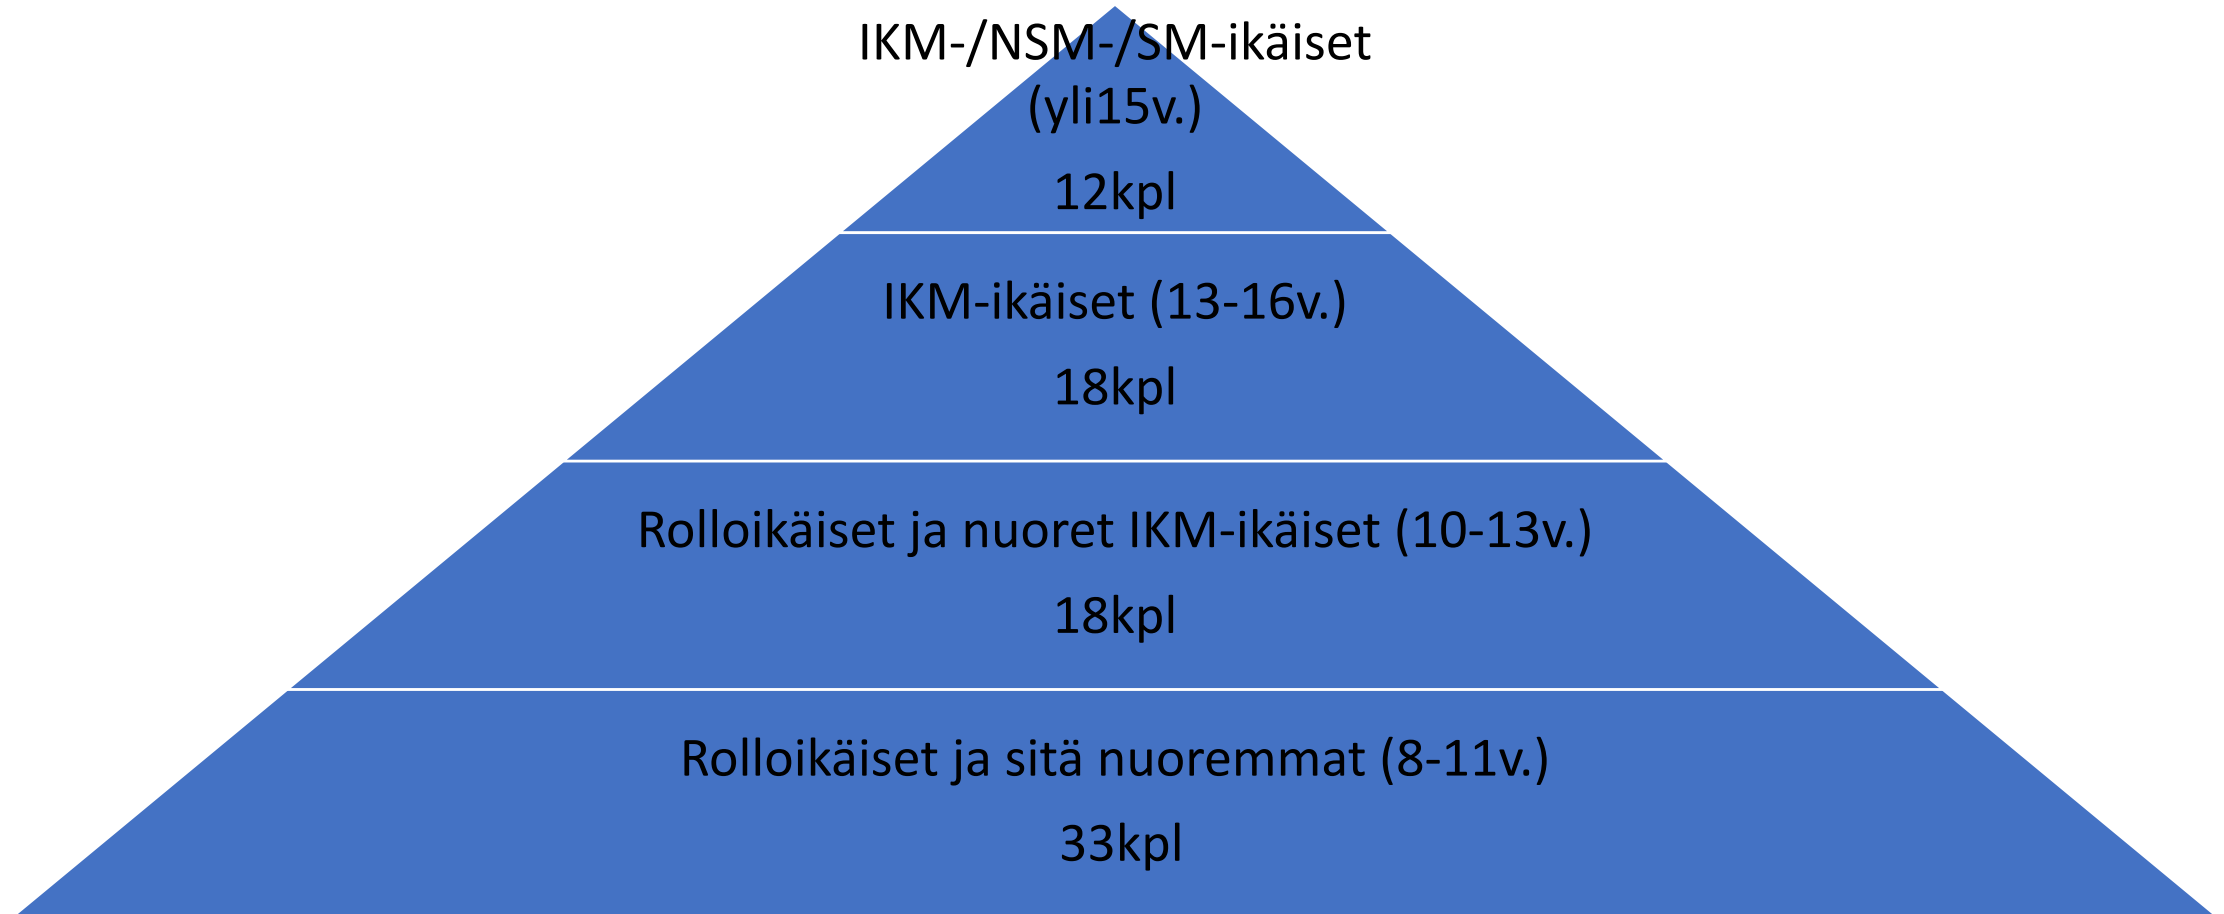 IKM-/NSM-/SM-ikäiset
(yli15v.)
12kpl
IKM-ikäiset (13-16v.)
18kpl
Rolloikäiset ja nuoret IKM-ikäiset (10-13v.)
18kpl
Rolloikäiset ja sitä nuoremmat (8-11v.)
33kpl